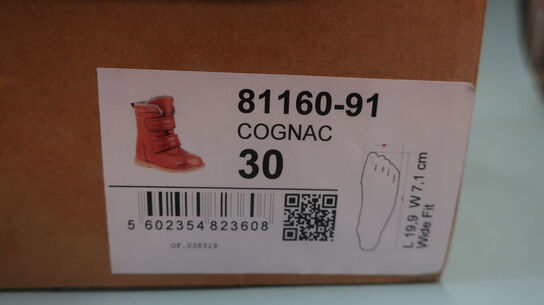 81160-91
COGNAC
30
5 602354 823608
OF.038319
L 19,9 W 7,1 cm
Wide Fit